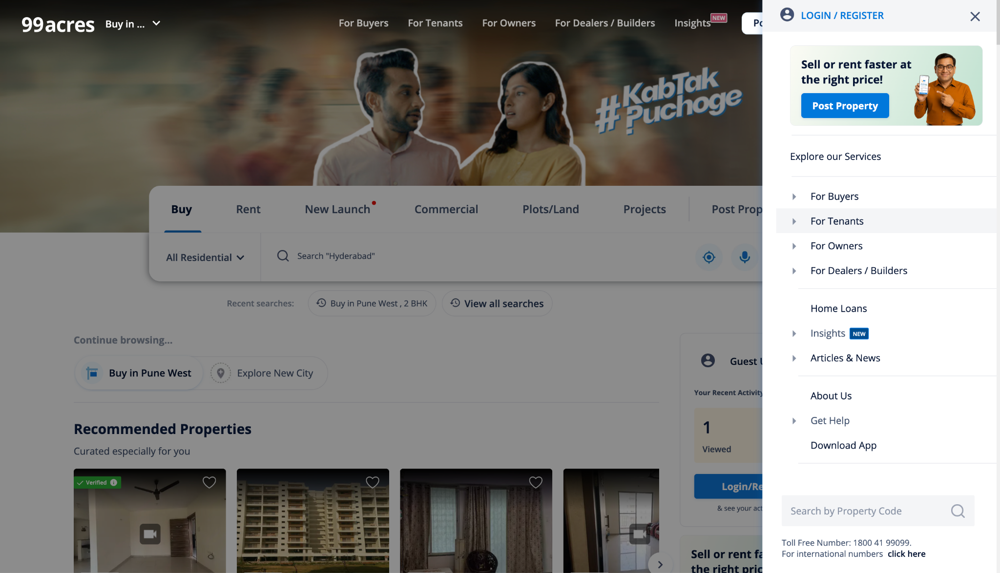 99acres
Buy in ...
For Buyers
For Tenants
For Owners
For Dealers / Builders
Insights
NEW
#KabTak
Puchoge
Buy
Rent
New Launch
Commercial
Plots/Land
Projects
Post Prop
All Residential
Search "Hyderabad"
Recent searches:
Buy in Pune West , 2 BHK
View all searches
Continue browsing...
Buy in Pune West
Explore New City
Recommended Properties
Curated especially for you
Verified
Guest
Your Recent Activity
1
Viewed
Login/Re
& see your act
Sell or rent fa
the right pric
LOGIN / REGISTER
Sell or rent faster at
the right price!
Post Property
Explore our Services
For Buyers
For Tenants
For Owners
For Dealers / Builders
Home Loans
Insights NEW
Articles & News
About Us
Get Help
Download App
Search by Property Code
Toll Free Number: 1800 41 99099.
For international numbers click here